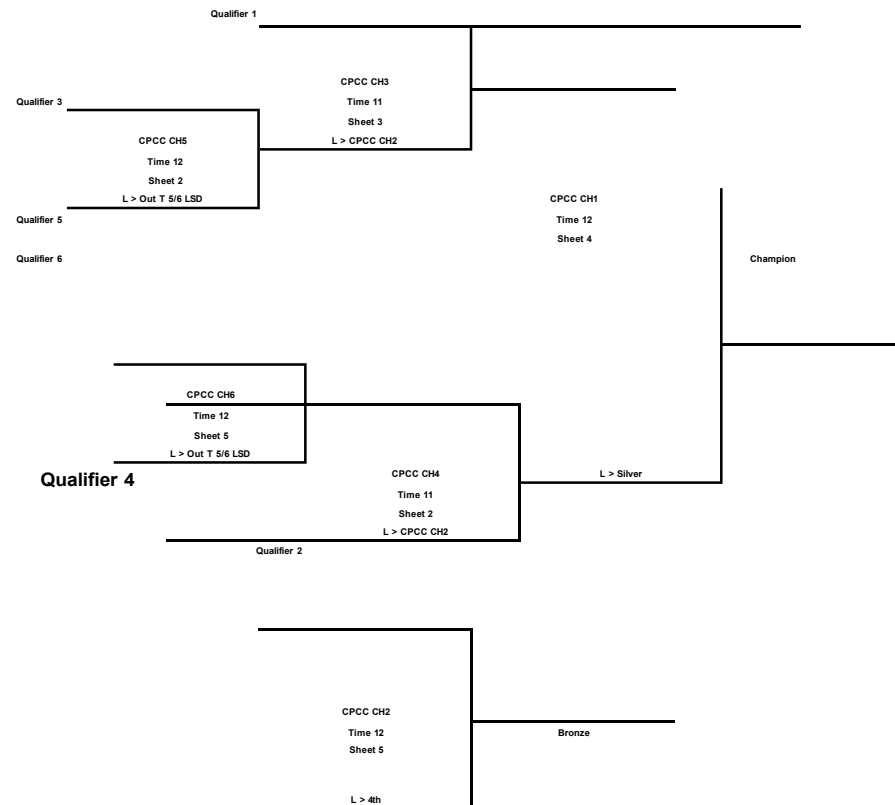 Qualifier 1
CPCC CH3
Time 11
Sheet 3
L > CPCC CH2
Qualifier 3
CPCC CH5
Time 12
Sheet 2
L > Out T 5/6 LSD
Qualifier 5
Qualifier 6
CPCC CH1
Time 12
Sheet 4
Champion
CPCC CH6
Time 12
Sheet 5
L > Out T 5/6 LSD
Qualifier 4
CPCC CH4
Time 11
Sheet 2
L > CPCC CH2
L > Silver
Qualifier 2
CPCC CH2
Time 12
Sheet 5
Bronze
L > 4th